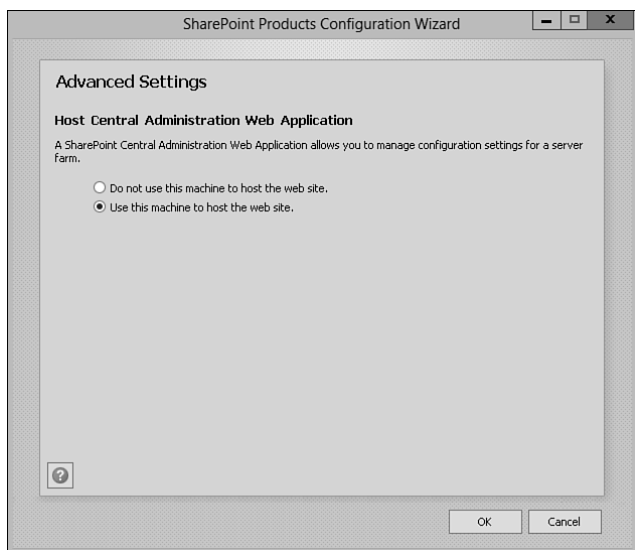 SharePoint Products Configuration Wizard
Advanced Settings
Host Central Administration Web Application
A SharePoint Central Administration Web Application allows you to manage configuration settings for a server
farm.
Do not use this machine to host the web site.
Use this machine to host the web site.
?
OK Cancel